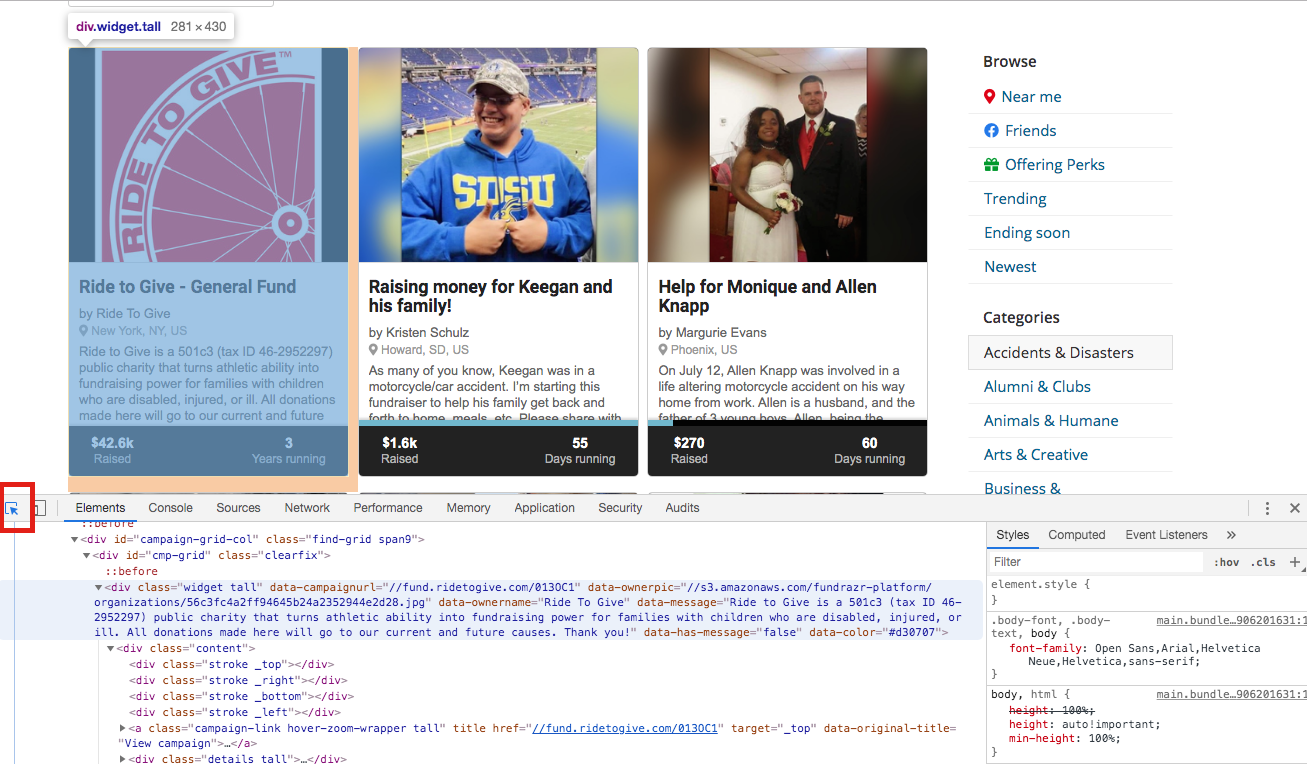 div.widget.tall 281 × 430
RIDE TO GIVE™
SDSU
Ride to Give - General Fund
by Ride To Give
New York, NY, US
Ride to Give is a 501c3 (tax ID 46-2952297)
public charity that turns athletic ability into
fundraising power for families with children
who are disabled, injured, or ill. All donations
made here will go to our current and future
$42.6k 3
Raised Years running
Raising money for Keegan and
his family!
by Kristen Schulz
Howard, SD, US
As many of you know, Keegan was in a
motorcycle/car accident. I'm starting this
fundraiser to help his family get back and
forth to home, meals, etc. Please share with
$1.6k 55
Raised Days running
Help for Monique and Allen
Knapp
by Margurie Evans
Phoenix, US
On July 12, Allen Knapp was involved in a
life altering motorcycle accident on his way
home from work. Allen is a husband, and the
father of 3 young boys. Allen, being the
$270 60
Raised Days running
Browse
Near me
Friends
Offering Perks
Trending
Ending soon
Newest
Categories
Accidents & Disasters
Alumni & Clubs
Animals & Humane
Arts & Creative
Business &
Elements Console Sources Network Performance Memory Application Security Audits
::before
<div id="campaign-grid-col" class="find-grid span9">
<div id="cmp-grid" class="clearfix">
::before
<div class="widget tall" data-campaignurl="//fund.ridetogive.com/013OC1" data-ownerpic="//s3.amazonaws.com/fundrazr-platform/
organizations/56c3fc4a2ff94645b24a2352944e2d28.jpg" data-ownername="Ride To Give" data-message="Ride to Give is a 501c3 (tax ID 46-
2952297) public charity that turns athletic ability into fundraising power for families with children who are disabled, injured, or
ill. All donations made here will go to our current and future causes. Thank you!" data-has-message="false" data-color="#d30707">
<div class="content">
<div class="stroke _top"></div>
<div class="stroke _right"></div>
<div class="stroke _bottom"></div>
<div class="stroke _left"></div>
<a class="campaign-link hover-zoom-wrapper tall" title href="//fund.ridetogive.com/013OC1" target="_top" data-original-title=
"View campaign">…</a>
<div class="details tall">…</div>
Styles Computed Event Listeners »
Filter :hov .cls +
element.style {
}
.body-font, .body- main.bundle…906201631:1
text, body {
font-family: Open Sans,Arial,Helvetica
Neue,Helvetica,sans-serif;
}
body, html { main.bundle…906201631:1
height: 100%;
height: auto!important;
min-height: 100%;
}